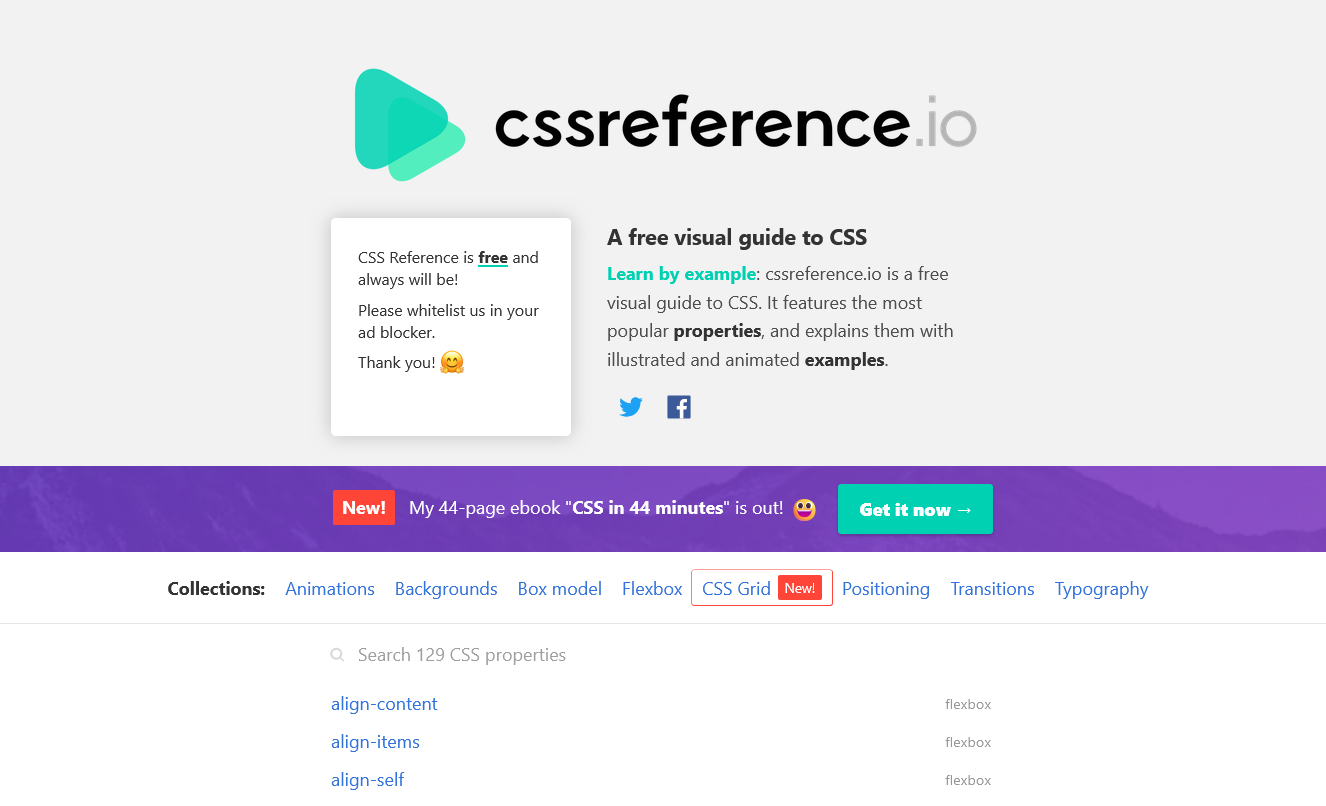 cssreference.io
CSS Reference is free and
always will be!
Please whitelist us in your
ad blocker.
Thank you! 🤗
A free visual guide to CSS
Learn by example: cssreference.io is a free
visual guide to CSS. It features the most
popular properties, and explains them with
illustrated and animated examples.
New! My 44-page ebook "CSS in 44 minutes" is out! 😃 Get it now →
Collections: Animations Backgrounds Box model Flexbox CSS Grid New! Positioning Transitions Typography
Search 129 CSS properties
align-content flexbox
align-items flexbox
align-self flexbox